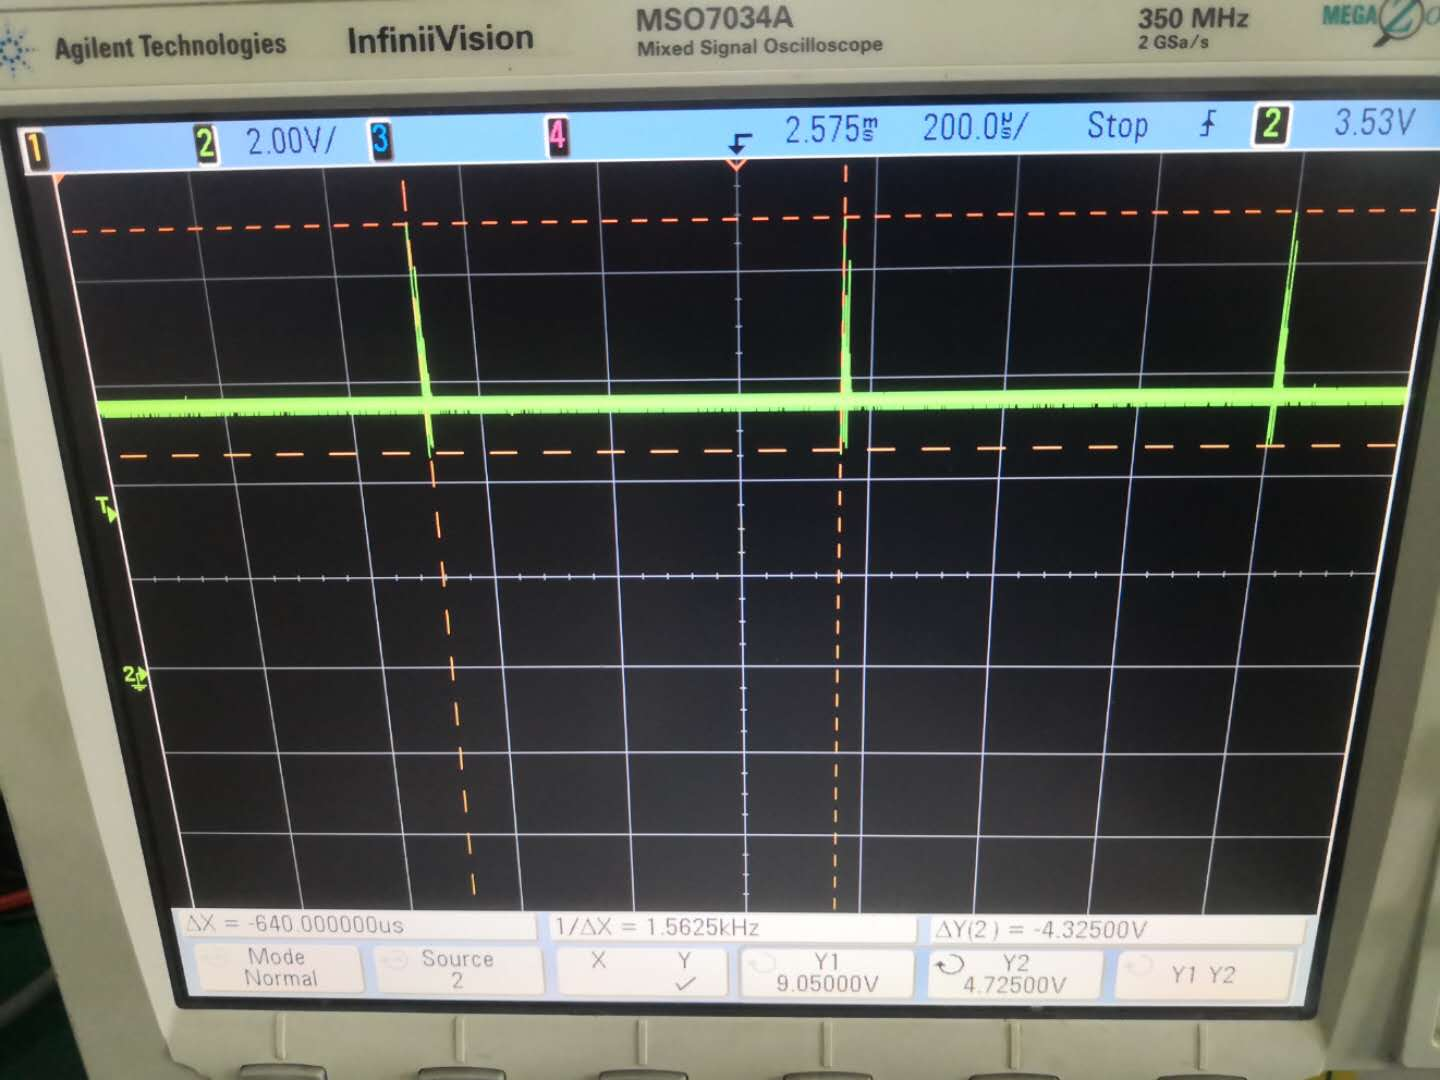 Agilent Technologies InfiniiVision MSO7034A 350 MHz MEGA Zo
Mixed Signal Oscilloscope 2 GSa/s
1 2 2.00V/ 3 4 2.575ms 200.0us/ Stop 2 3.53V
T
2
ΔX = -640.000000us 1/ΔX = 1.5625kHz ΔY(2) = -4.32500V
Mode Source X Y Y1 Y2 Y1 Y2
Normal 2 ✓ 9.05000V 4.72500V